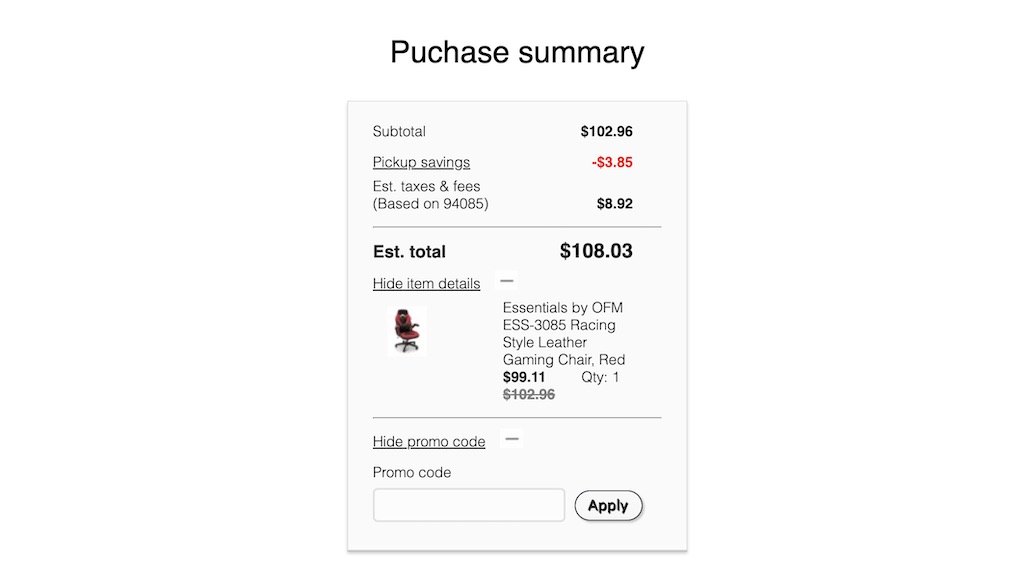 Puchase summary
Subtotal $102.96
Pickup savings -$3.85
Est. taxes & fees
(Based on 94085) $8.92
Est. total $108.03
Hide item details —
Essentials by OFM
ESS-3085 Racing
Style Leather
Gaming Chair, Red
$99.11 Qty: 1
$102.96
Hide promo code —
Promo code
Apply